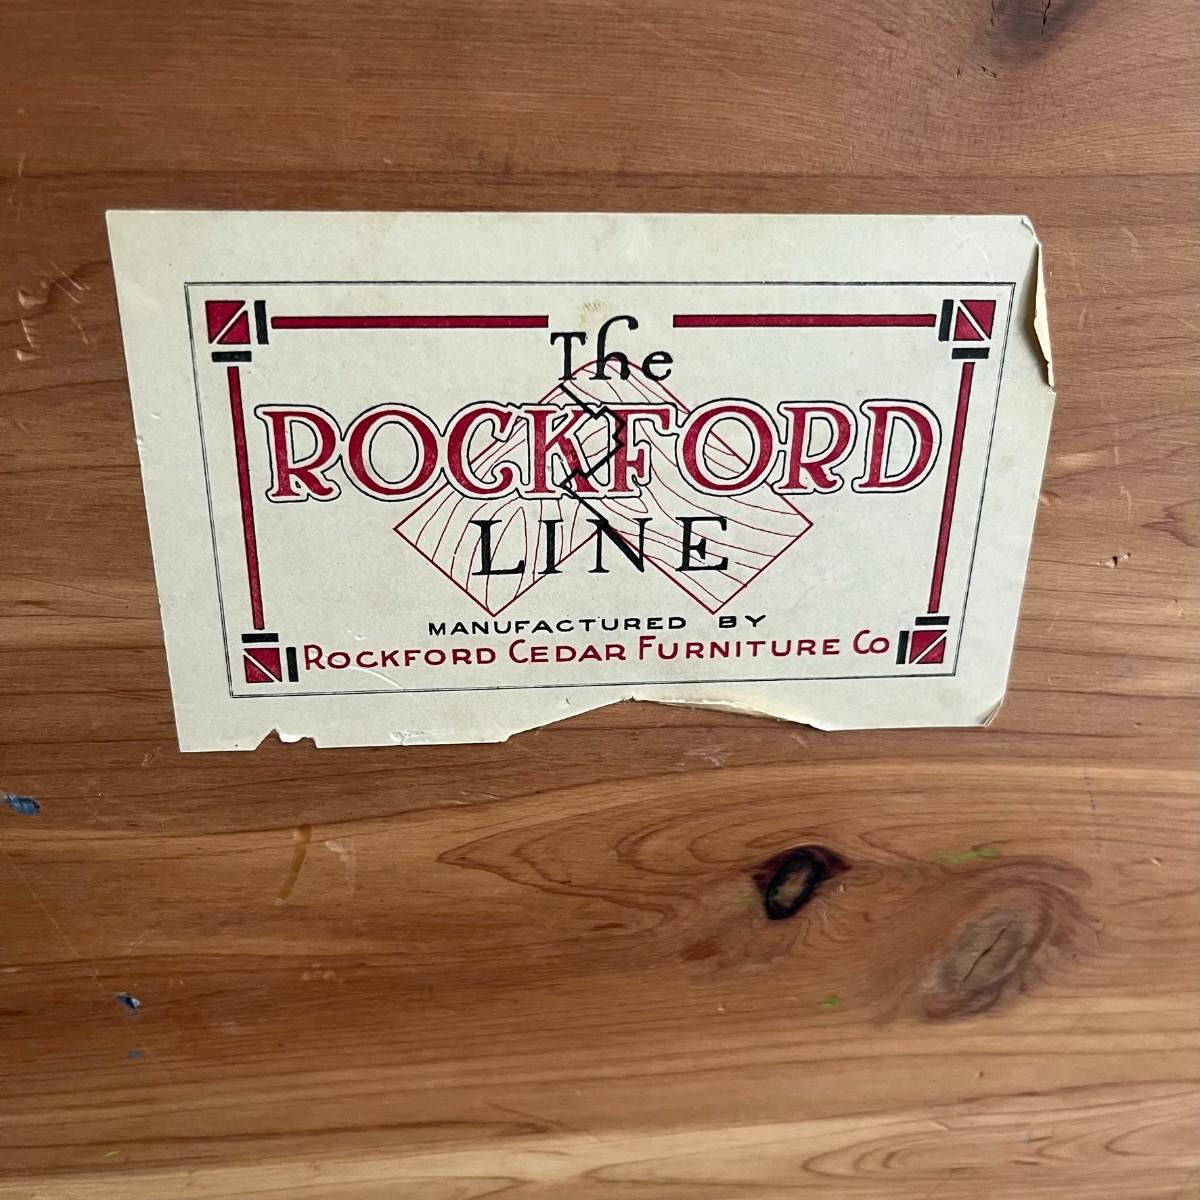 The
ROCKFORD
LINE
MANUFACTURED BY
ROCKFORD CEDAR FURNITURE CO